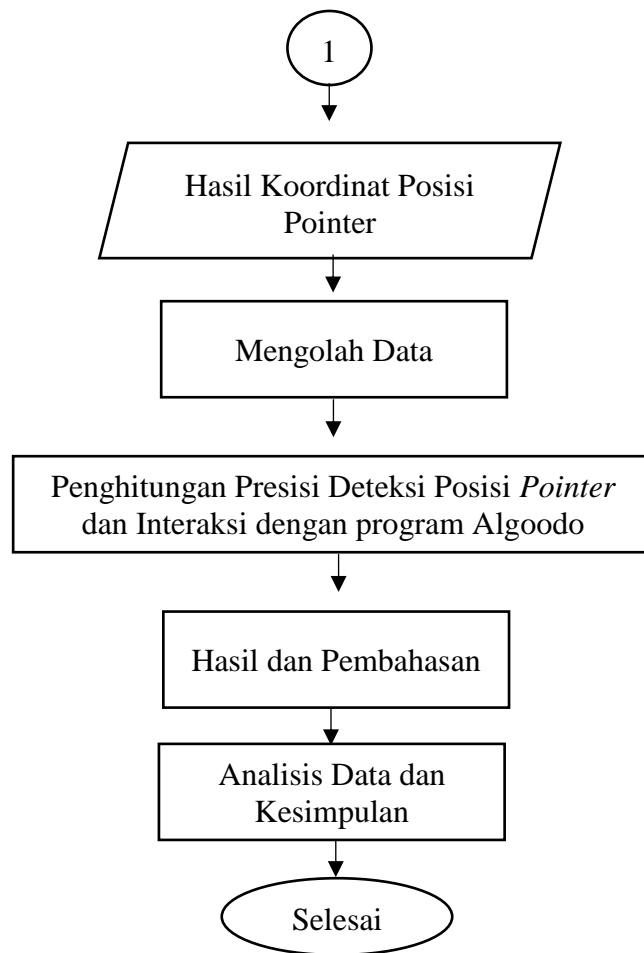 1
Hasil Koordinat Posisi
Pointer
Mengolah Data
Penghitungan Presisi Deteksi Posisi Pointer
dan Interaksi dengan program Algoodo
Hasil dan Pembahasan
Analisis Data dan
Kesimpulan
Selesai